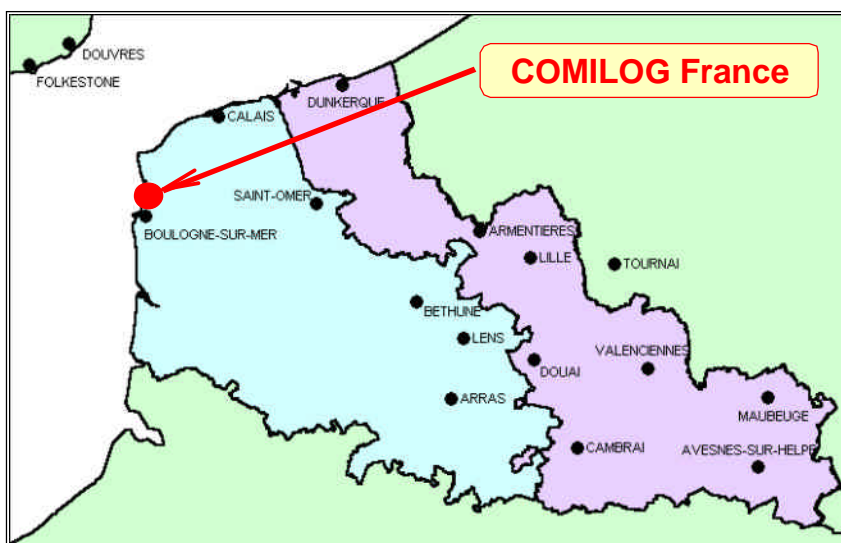 DOUVRES
FOLKESTONE
COMILOG France
DUNKERQUE
CALAIS
SAINT-OMER
BOULOGNE-SUR-MER
ARMENTIERES
LILLE
TOURNAI
BETHUNE
LENS
VALENCIENNES
DOUAI
ARRAS
MAUBEUGE
CAMBRAI
AVESNES-SUR-HELPE